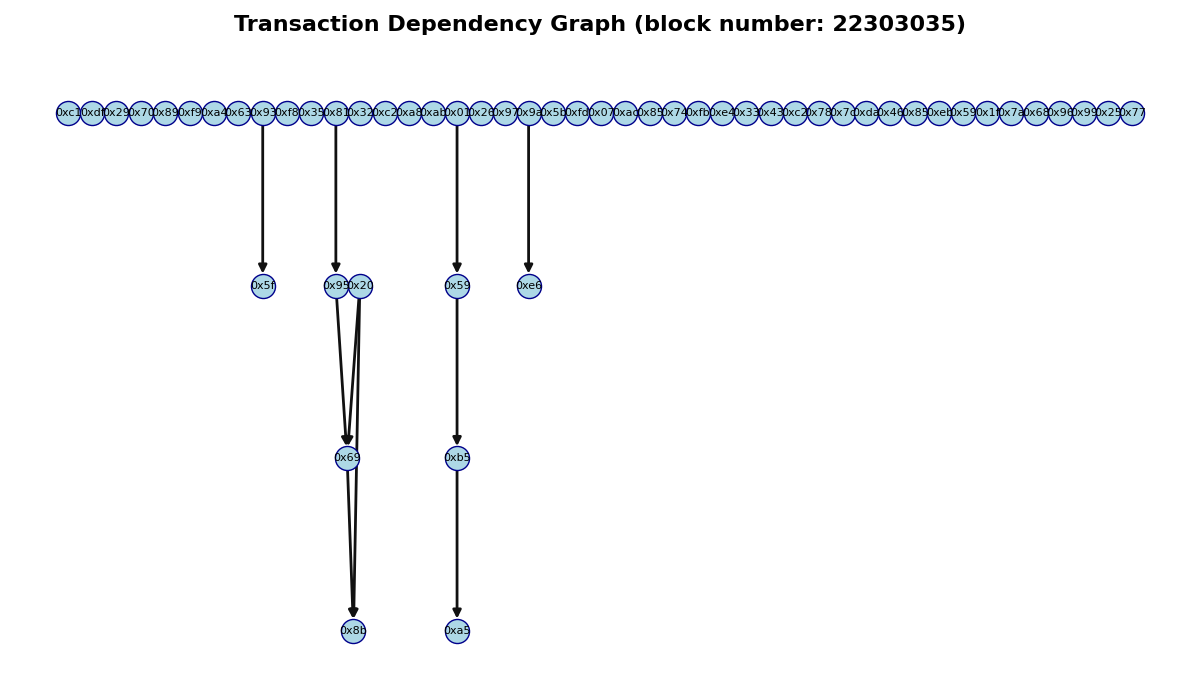 Transaction Dependency Graph (block number: 22303035)
0xc1 0xdf 0x29 0x70 0x89 0xf9 0xa4 0x63 0x93 0xf8 0x35 0x81 0x32 0xc2 0xa8 0xab 0x01 0x26 0x97 0x9a 0x5b 0xfd 0x07 0xac 0x85 0x74 0xfb 0xe4 0x33 0x43 0xc2 0x78 0x7c 0xda 0x46 0x85 0xeb 0x59 0x1f 0x7a 0x68 0x96 0x99 0x25 0x77
0x5f 0x95 0x20 0x59 0xe6
0x69 0xb5
0x8b 0xa5